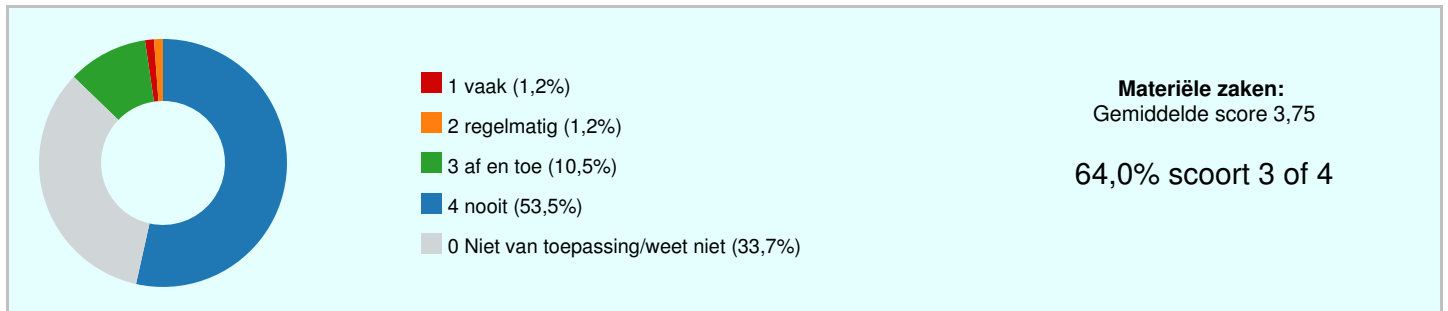 1 vaak (1,2%)
2 regelmatig (1,2%)
3 af en toe (10,5%)
4 nooit (53,5%)
0 Niet van toepassing/weet niet (33,7%)
Materiële zaken:
Gemiddelde score 3,75
64,0% scoort 3 of 4